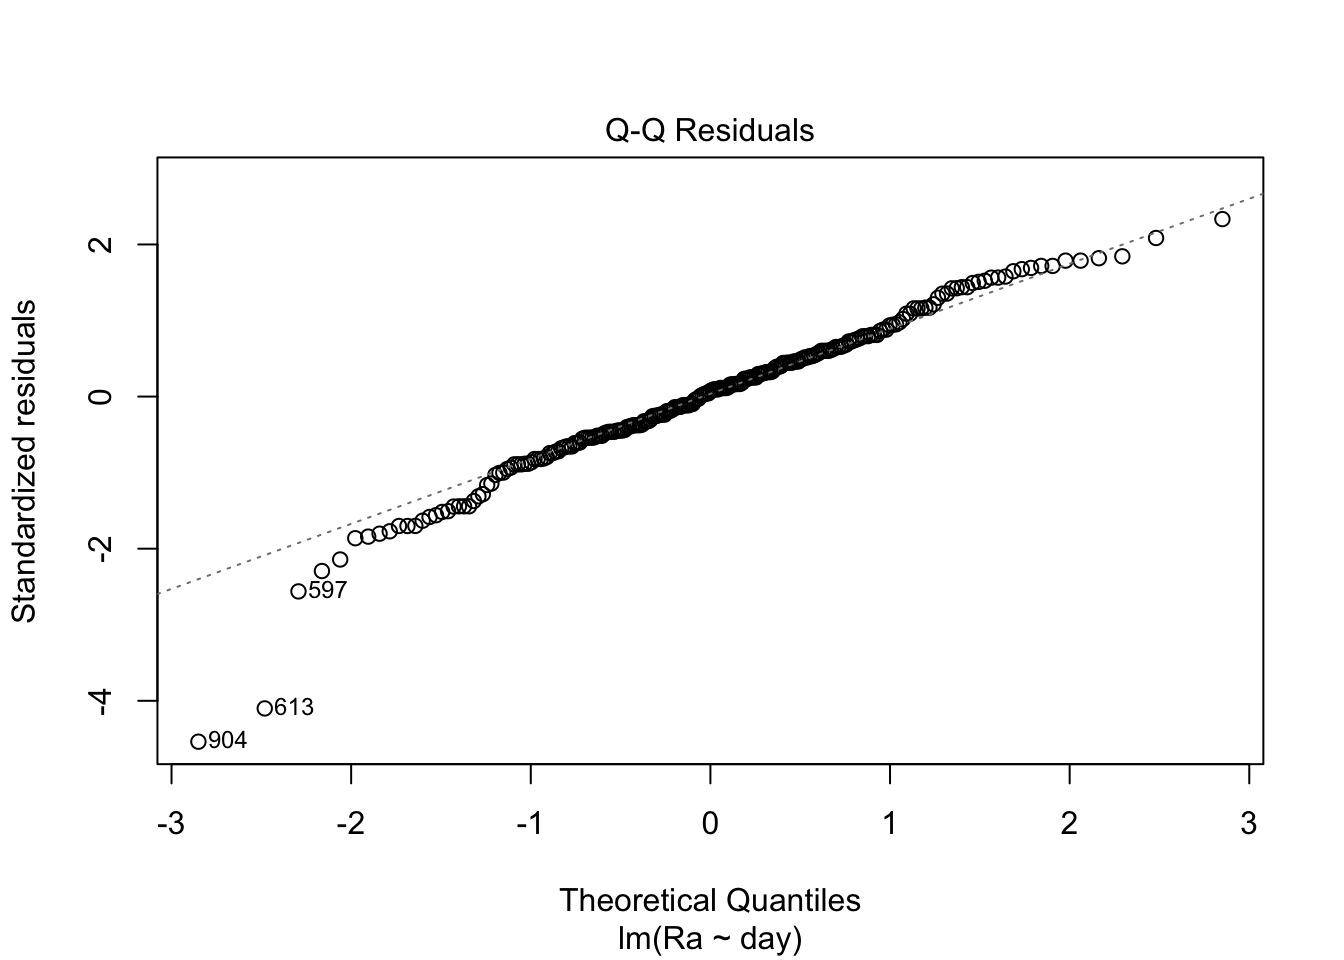 Q-Q Residuals
Standardized residuals
2
0
-2
-4
597
613
904
-3 -2 -1 0 1 2 3
Theoretical Quantiles
lm(Ra ~ day)